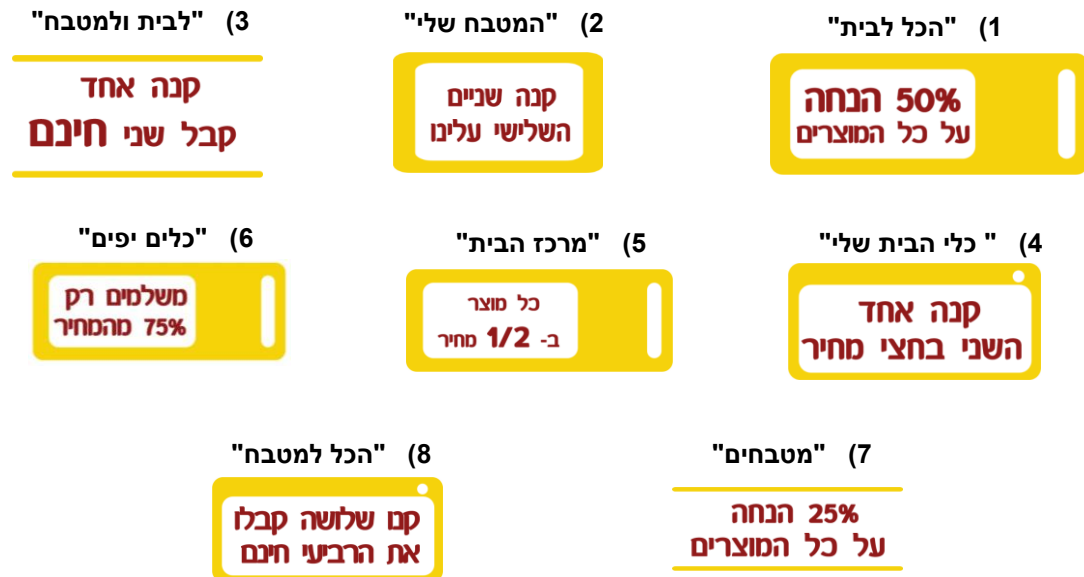 1) "הכל לבית"
50% הנחה
על כל המוצרים
2) "המטבח שלי"
קנה שניים
השלישי עלינו
3) "לבית ולמטבח"
קנה אחד
קבל שני חינם
4) " כלי הבית שלי"
קנה אחד
השני בחצי מחיר
5) "מרכז הבית"
כל מוצר
ב- 1/2 מחיר
6) "כלים יפים"
משלמים רק
75% מהמחיר
7) "מטבחים"
25% הנחה
על כל המוצרים
8) "הכל למטבח"
קנו שלושה קבלו
את הרביעי חינם